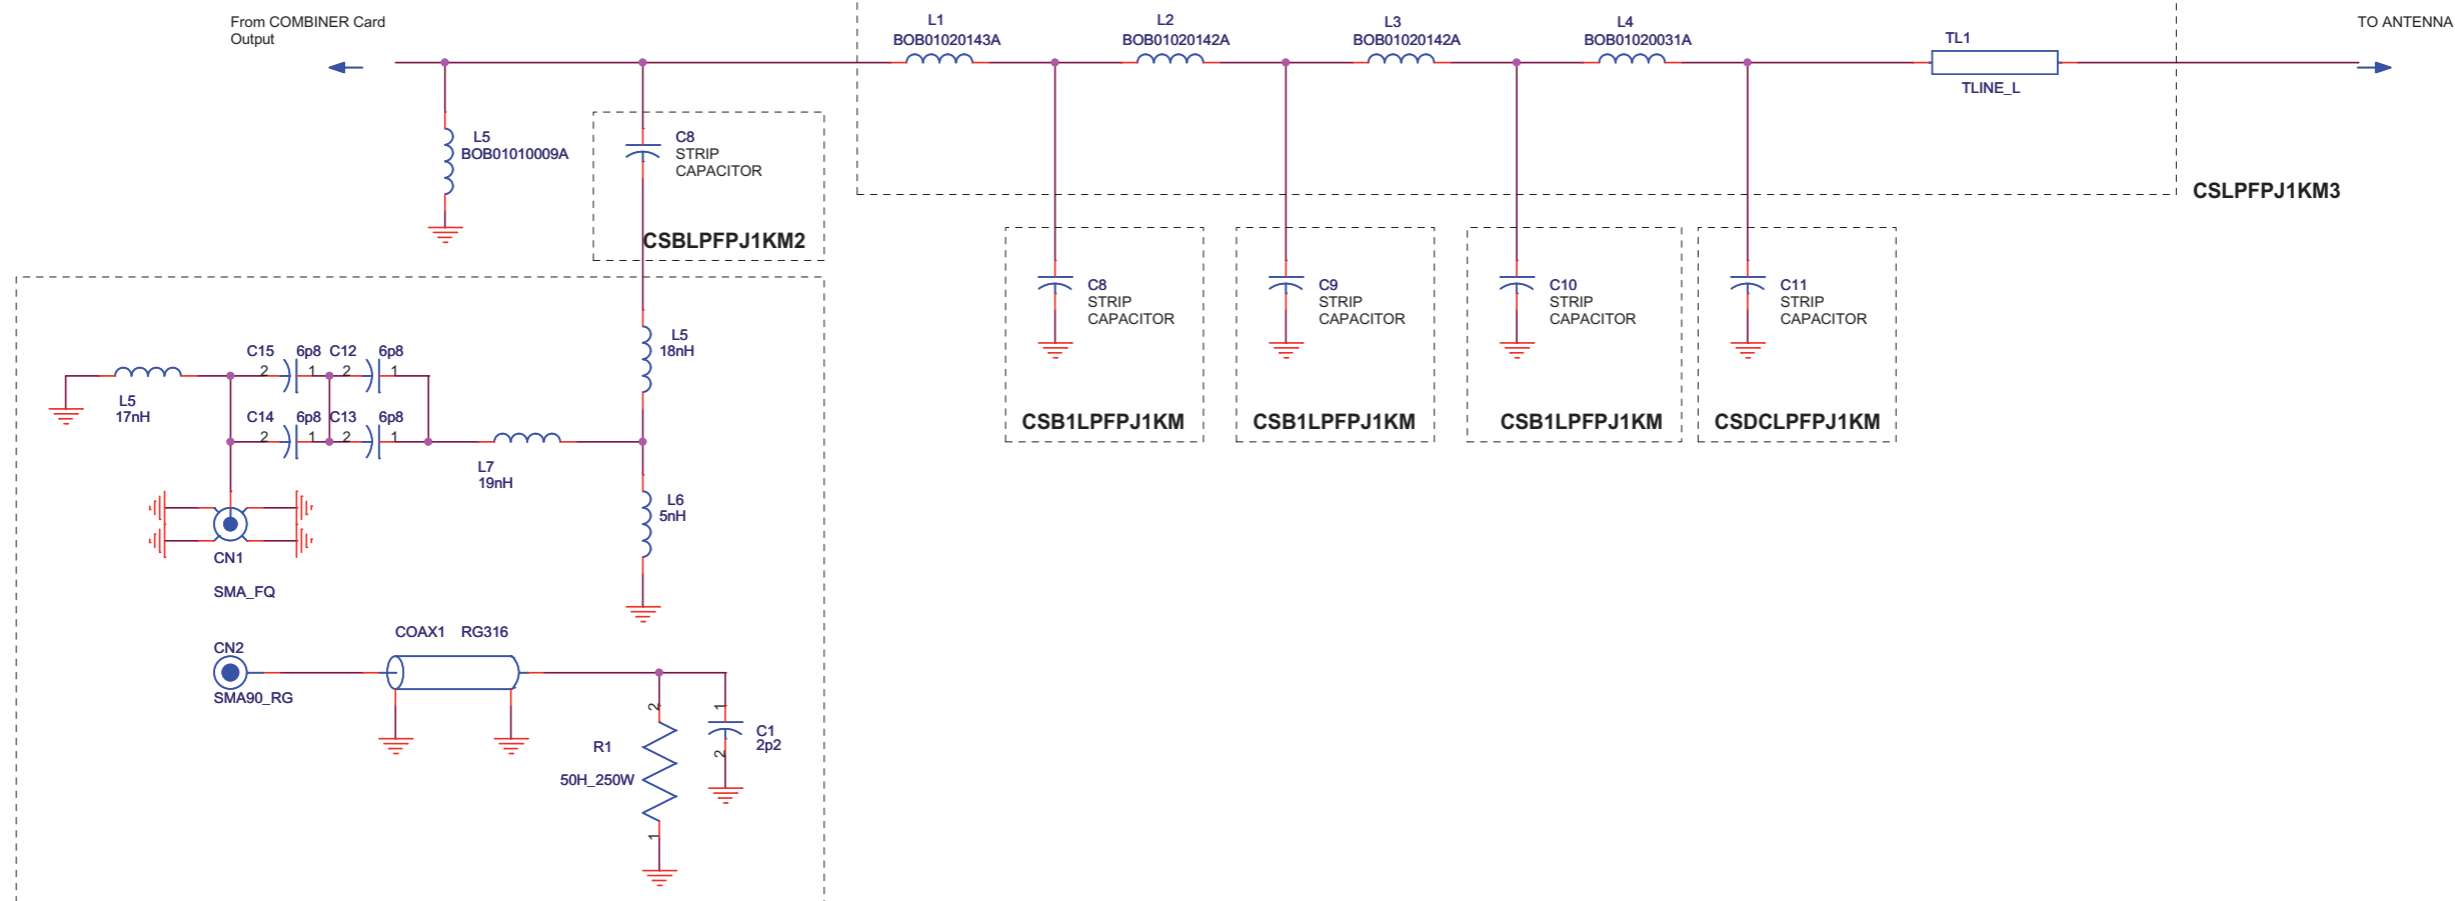 From COMBINER Card
Output
L1
BOB01020143A
L2
BOB01020142A
L3
BOB01020142A
L4
BOB01020031A
TL1
TLINE_L
TO ANTENNA
L5
BOB01010009A
C8
STRIP
CAPACITOR
CSBLPFPJ1KM2
CSLPFPJ1KM3
C8
STRIP
CAPACITOR
CSB1LPFPJ1KM
C9
STRIP
CAPACITOR
CSB1LPFPJ1KM
C10
STRIP
CAPACITOR
CSB1LPFPJ1KM
C11
STRIP
CAPACITOR
CSDCLPFPJ1KM
L5
18nH
C15 6p8 C12 6p8
2 1 2 1
L5
17nH
C14 6p8 C13 6p8
2 1 2 1
L7
19nH
L6
5nH
CN1
SMA_FQ
COAX1 RG316
CN2
SMA90_RG
2
1
R1
50H_250W
C1
2p2
2
1